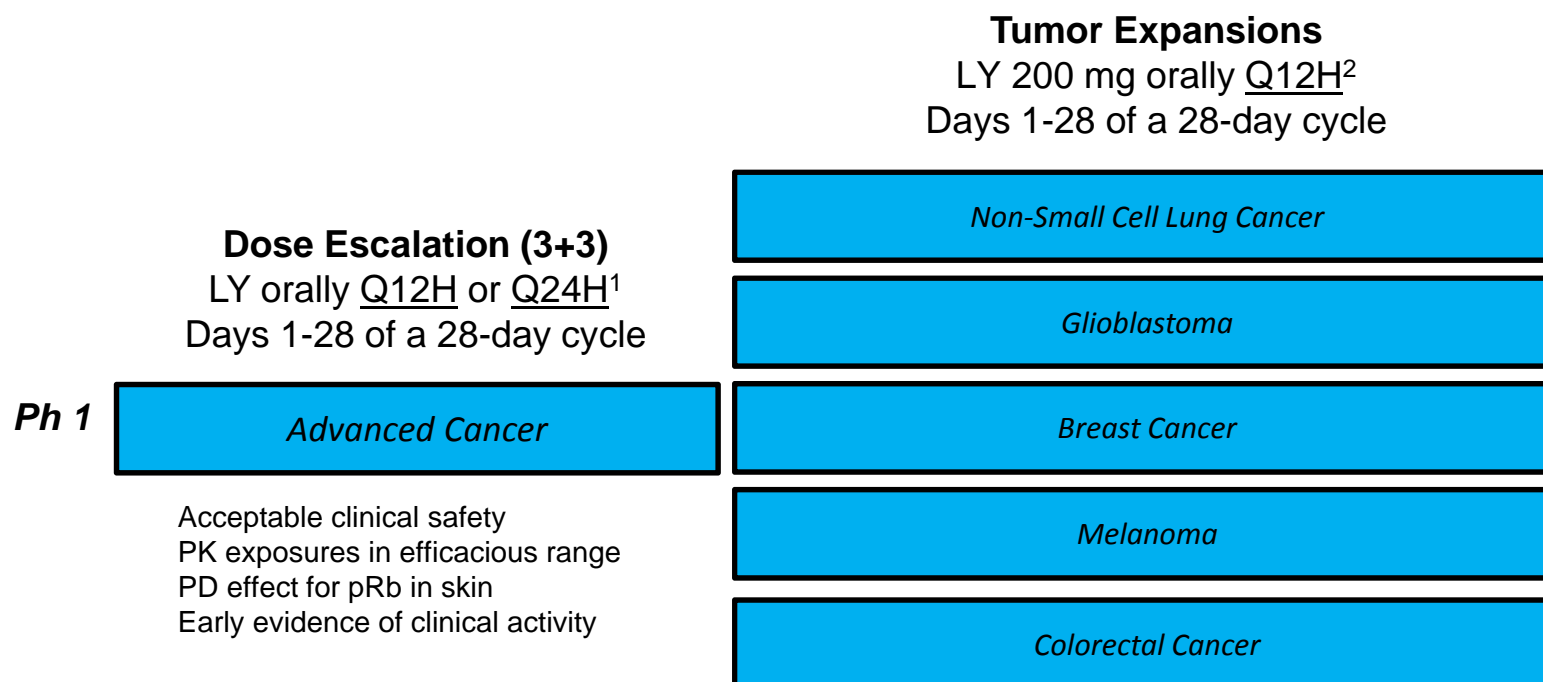 Tumor Expansions
LY 200 mg orally Q12H²
Days 1-28 of a 28-day cycle
Dose Escalation (3+3)
LY orally Q12H or Q24H¹
Days 1-28 of a 28-day cycle
Ph 1
Advanced Cancer
Acceptable clinical safety
PK exposures in efficacious range
PD effect for pRb in skin
Early evidence of clinical activity
Non-Small Cell Lung Cancer
Glioblastoma
Breast Cancer
Melanoma
Colorectal Cancer